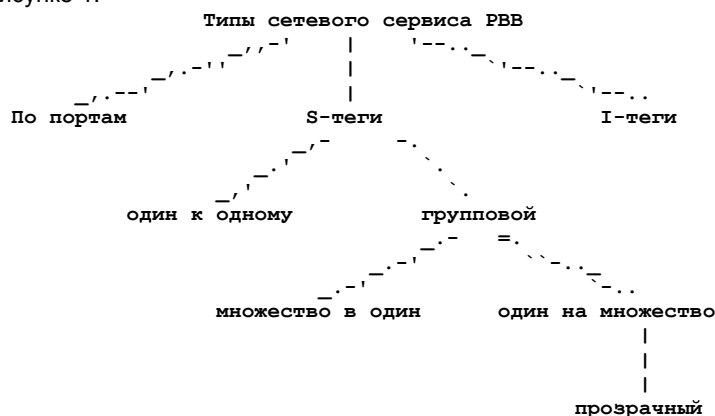 Типы сетевого сервиса PBB
По портам S-теги I-теги
один к одному групповой
множество в один один на множество
прозрачный